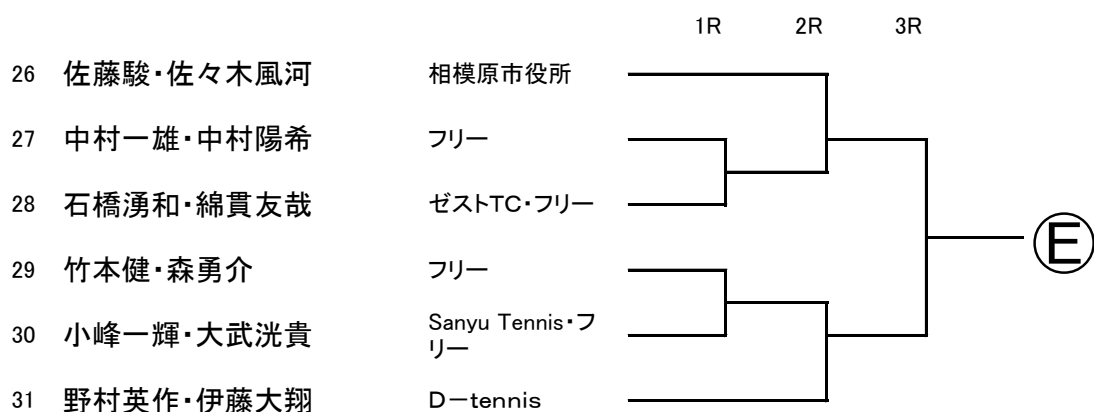 1R 2R 3R
26 佐藤駿・佐々木風河 相模原市役所
27 中村一雄・中村陽希 フリー
28 石橋湧和・綿貫友哉 ゼストTC・フリー
E
29 竹本健・森勇介 フリー
30 小峰一輝・大武洸貴 Sanyu Tennis・フ
リー
31 野村英作・伊藤大翔 D－tennis